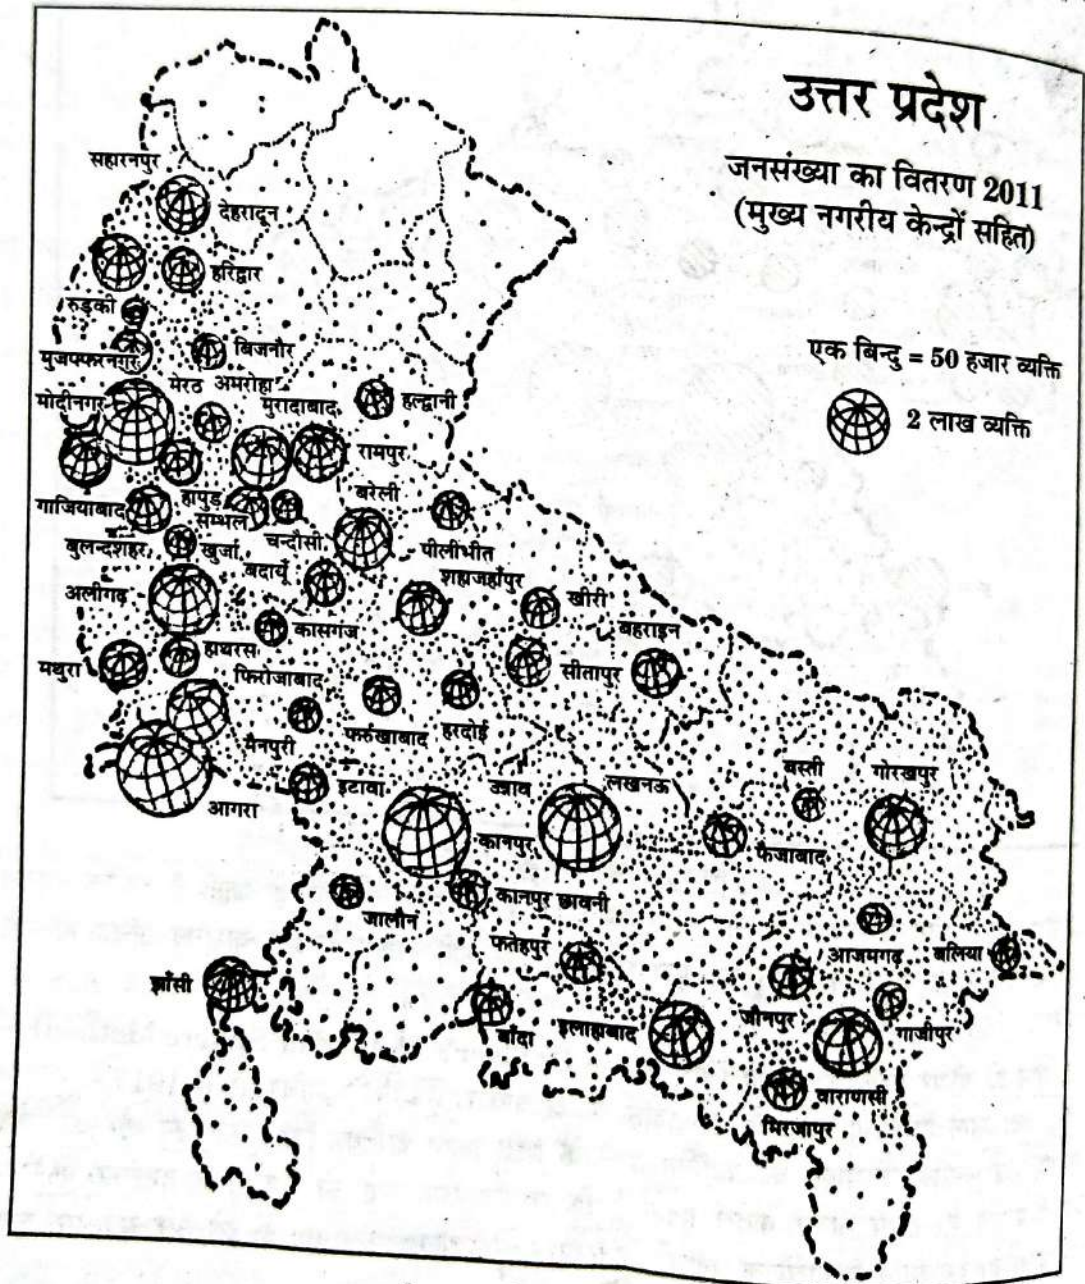 उत्तर प्रदेश
जनसंख्या का वितरण 2011
(मुख्य नगरीय केन्द्रों सहित)
एक बिन्दु = 50 हजार व्यक्ति
2 लाख व्यक्ति
सहारनपुर
देहरादून
हरिद्वार
रुड़की
मुजफ्फरनगर
बिजनौर
मेरठ
अमरोहा
मोदीनगर
मुरादाबाद
हल्द्वानी
रामपुर
गाजियाबाद
हापुड़
सम्भल
बरेली
बुलन्दशहर
खुर्जा
चन्दौसी
पीलीभीत
अलीगढ़
बदायूँ
शहाजहाँपुर
खीरी
कासगंज
बहराइन
मथुरा
हाथरस
फिरोजाबाद
सीतापुर
मैनपुरी
फर्रुखाबाद
हरदोई
आगरा
इटावा
उन्नाव
लखनऊ
बस्ती
गोरखपुर
कानपुर
फैजाबाद
जालौन
कानपुर छावनी
फतेहपुर
आजमगढ़
बलिया
झाँसी
बाँदा
इलाहाबाद
जौनपुर
गाजीपुर
वाराणसी
मिरजापुर